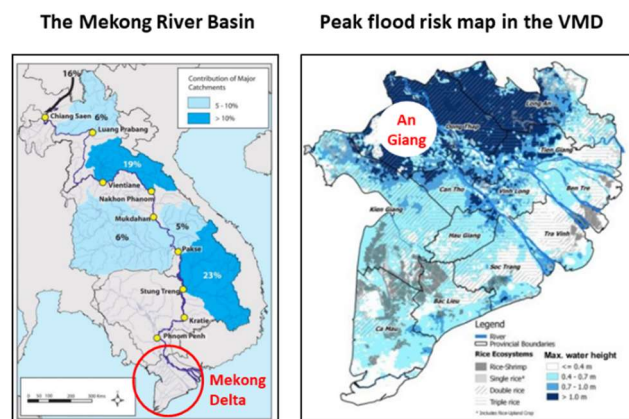 The Mekong River Basin
Peak flood risk map in the VMD
16%
Contribution of Major
Catchments
5 - 10%
> 10%
6%
Chiang Saen
Luang Prabang
19%
Vientiane
Nakhon Phanom
Mukdahan
5%
6%
Pakse
23%
Stung Treng
Kratie
Phnom Penh
Mekong
Delta
An
Giang
Long An
Dong Thap
Tien Giang
Ben Tre
Can Tho
Vinh Long
Kien Giang
Hau Giang
Tra Vinh
Soc Trang
Bac Lieu
Ca Mau
Legend
River
Provincial Boundaries
Rice Ecosystems
Rice-Shrimp
Single rice*
Double rice
Triple rice
* Includes Rice-Upland Crop
Max. water height
<= 0.4 m
0.4 - 0.7 m
0.7 - 1.0 m
> 1.0 m